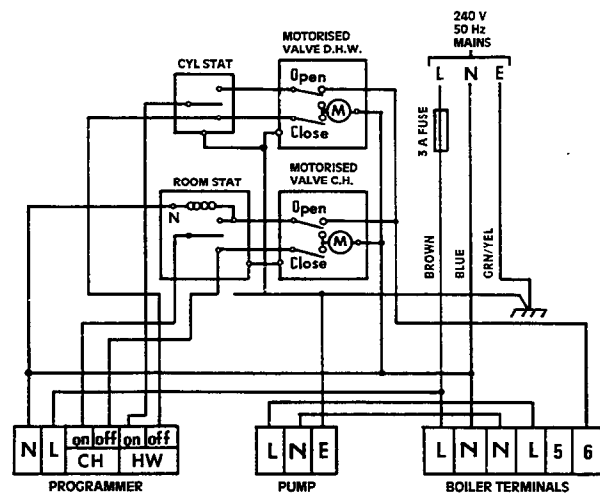 240 V
50 Hz
MAINS
L N E
MOTORISED
VALVE D.H.W.
CYL STAT
Open
M
Close
3 A FUSE
MOTORISED
VALVE C.H.
ROOM STAT
N
Open
M
Close
BROWN
BLUE
GRN/YEL
N L on off on off
CH HW
PROGRAMMER
L N E
PUMP
L N N L 5 6
BOILER TERMINALS